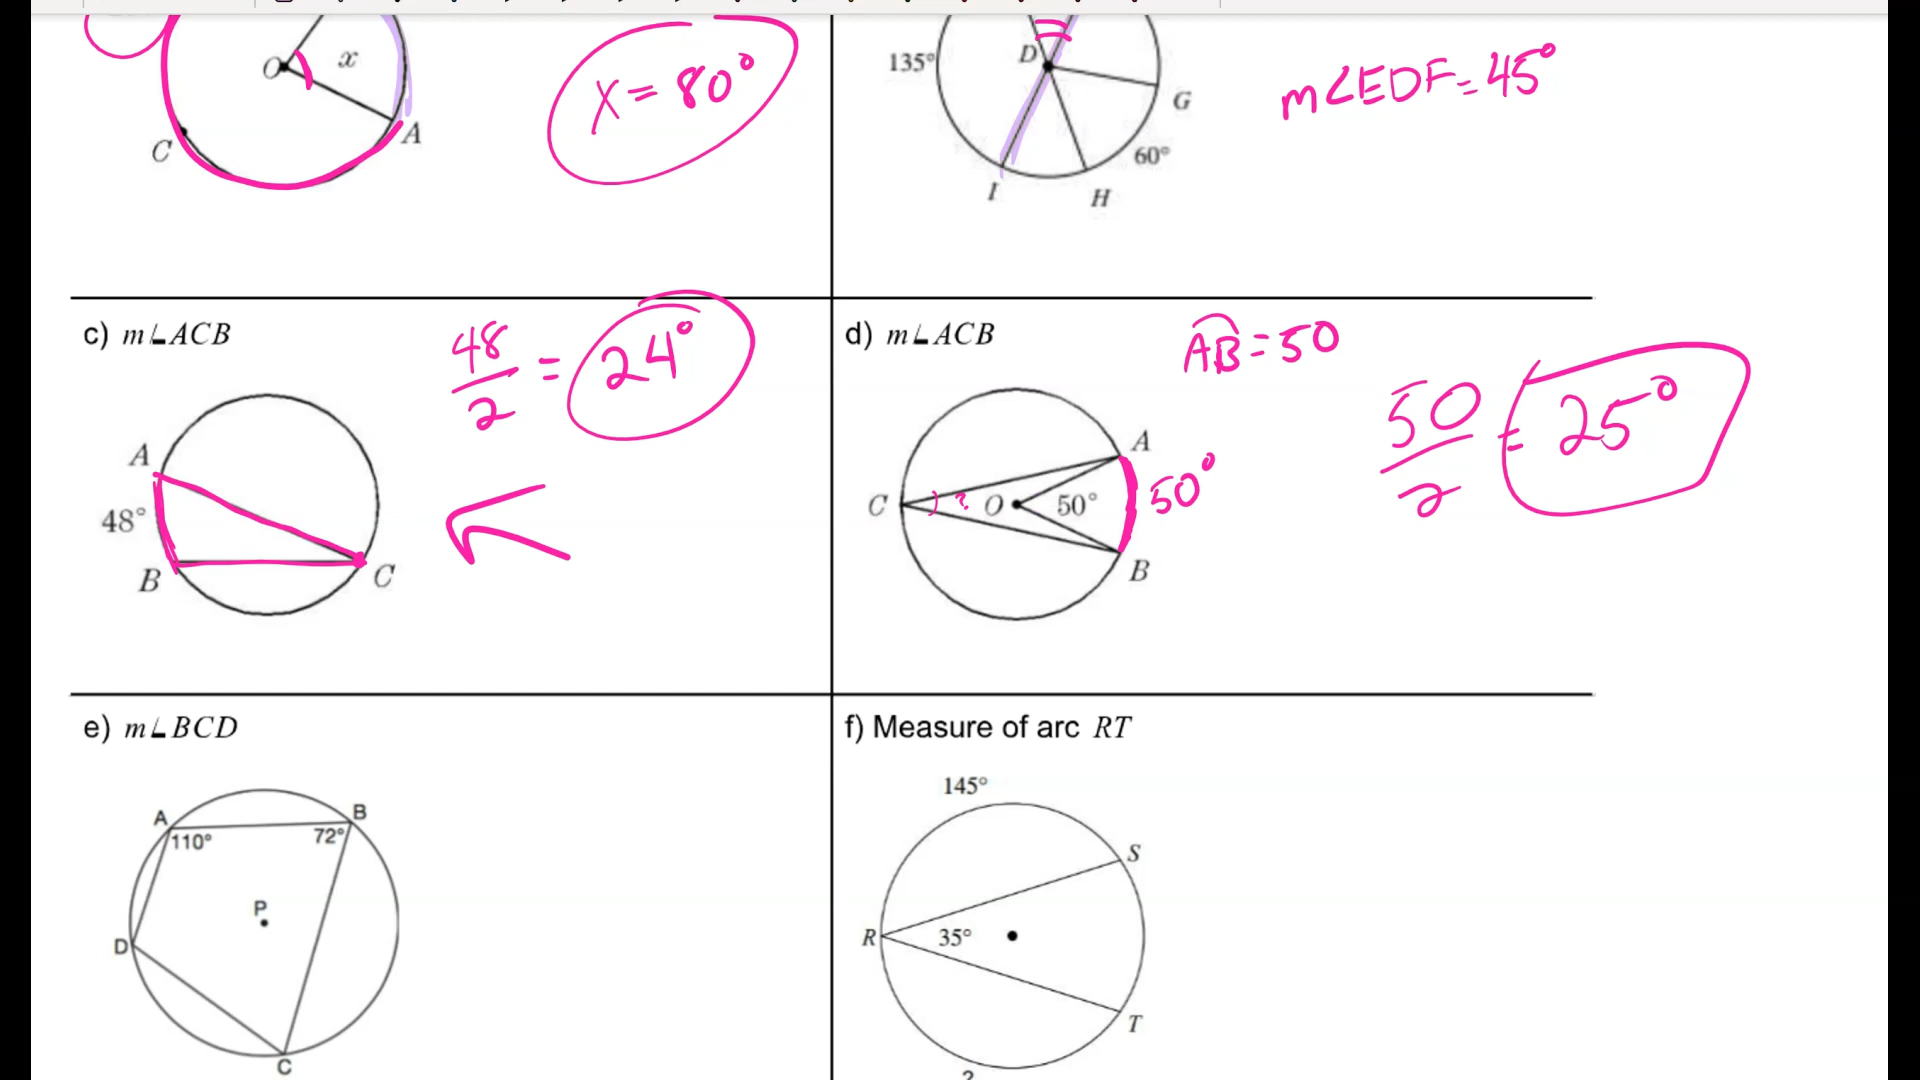 O
x
A
C
X = 80°
135°
D
G
60°
I
H
m∠EDF = 45°
c) m∠ACB
48/2 = 24°
A
48°
B
C
d) m∠ACB
AB = 50
50/2 = 25°
A
C ? O 50° 50°
B
e) m∠BCD
A
B
110°
72°
P
D
C
f) Measure of arc RT
145°
S
R
35°
T
?